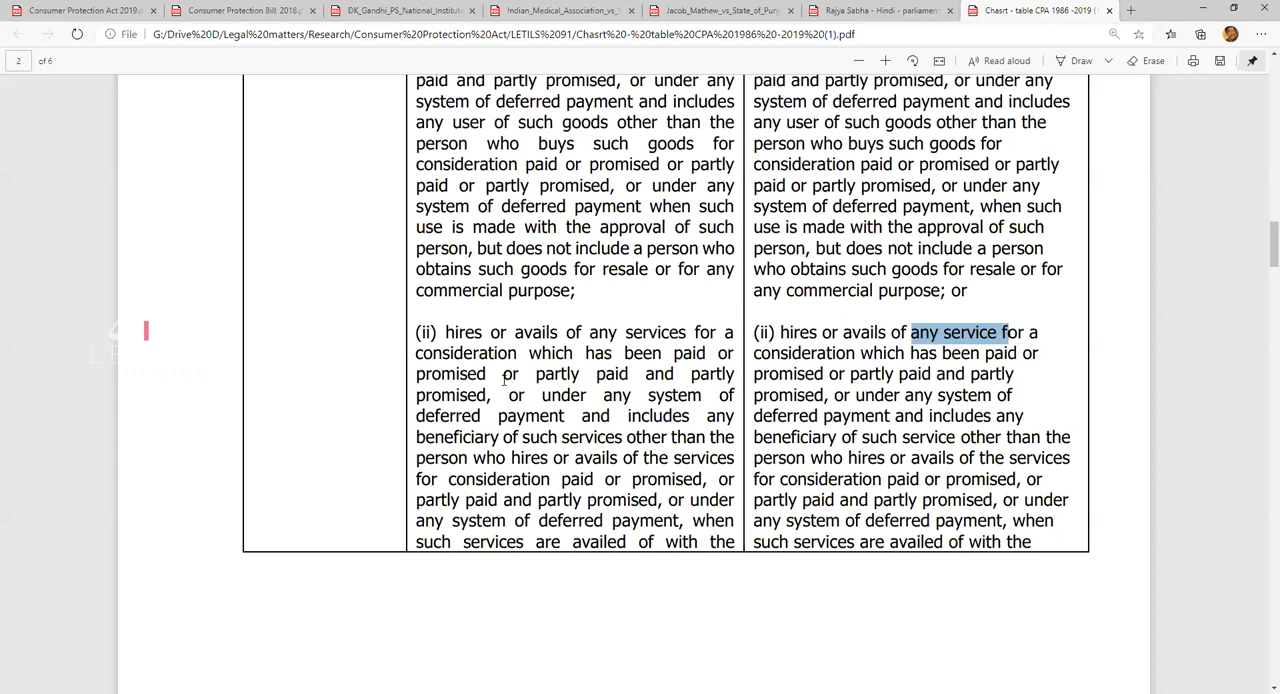 Consumer Protection Act 2019.p
Consumer Protection Bill, 2018.pd
DK_Gandhi_PS_National_Institut
Indian_Medical_Association_vs_
Jacob_Mathew_vs_State_of_Pun
Rajya Sabha - Hindi - parliamen
Chasrt - table CPA 1986 -2019 (1
File
G:/Drive%20D/Legal%20matters/Research/Consumer%20Protection%20Act/LETILS%2091/Chasrt%20-%20table%20CPA%201986%20-2019%20(1).pdf
2 of 6
Read aloud
Draw
Erase
paid and partly promised, or under any
system of deferred payment and includes
any user of such goods other than the
person who buys such goods for
consideration paid or promised or partly
paid or partly promised, or under any
system of deferred payment when such
use is made with the approval of such
person, but does not include a person who
obtains such goods for resale or for any
commercial purpose;
(ii) hires or avails of any services for a
consideration which has been paid or
promised or partly paid and partly
promised, or under any system of
deferred payment and includes any
beneficiary of such services other than the
person who hires or avails of the services
for consideration paid or promised, or
partly paid and partly promised, or under
any system of deferred payment, when
such services are availed of with the
paid and partly promised, or under any
system of deferred payment and includes
any user of such goods other than the
person who buys such goods for
consideration paid or promised or partly
paid or partly promised, or under any
system of deferred payment, when such
use is made with the approval of such
person, but does not include a person
who obtains such goods for resale or for
any commercial purpose; or
(ii) hires or avails of any service for a
consideration which has been paid or
promised or partly paid and partly
promised, or under any system of
deferred payment and includes any
beneficiary of such service other than the
person who hires or avails of the services
for consideration paid or promised, or
partly paid and partly promised, or under
any system of deferred payment, when
such services are availed of with the